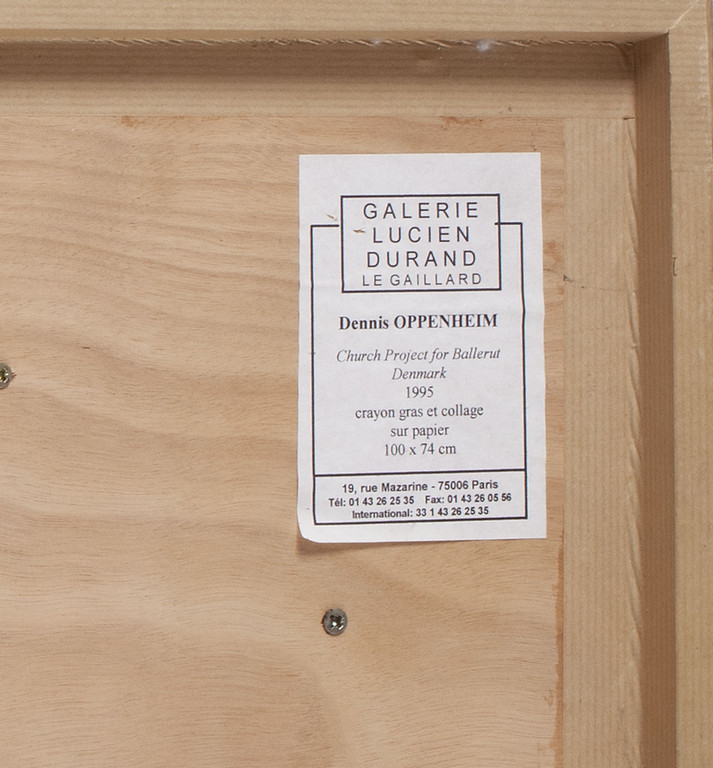 GALERIE
LUCIEN
DURAND
LE GAILLARD
Dennis OPPENHEIM
Church Project for Ballerut
Denmark
1995
crayon gras et collage
sur papier
100 x 74 cm
19, rue Mazarine - 75006 Paris
Tél: 01 43 26 25 35 Fax: 01 43 26 05 56
International: 33 1 43 26 25 35